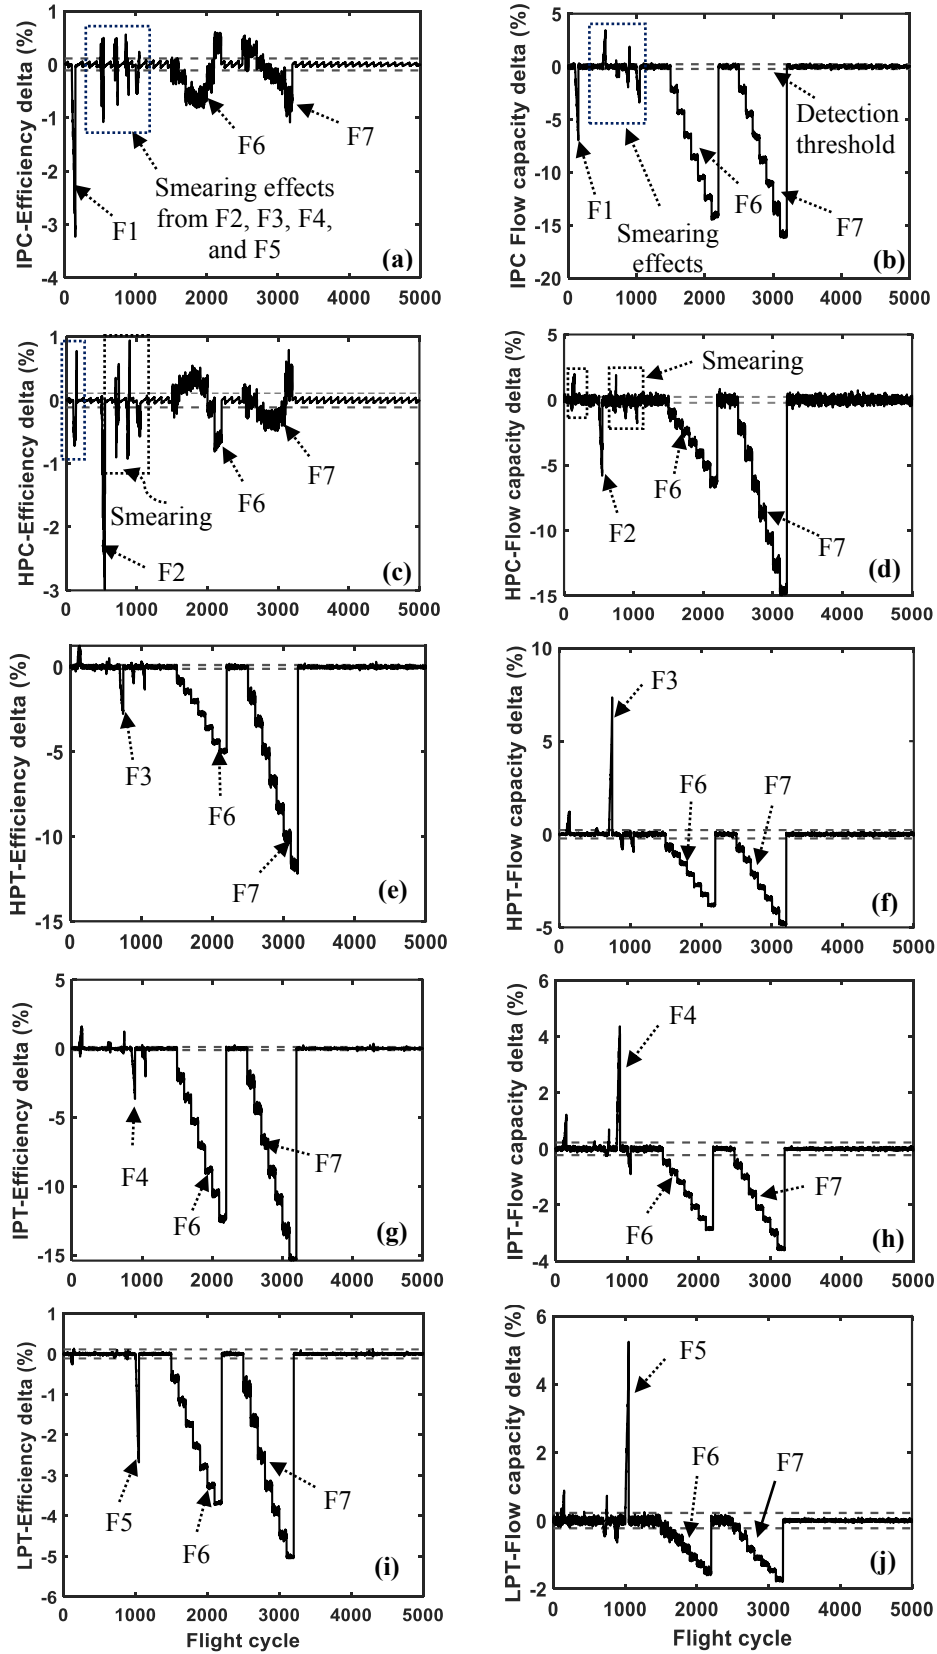 IPC-Efficiency delta (%)
1
0
-1
-2
-3
-4
F6
F7
Smearing effects
from F2, F3, F4,
and F5
F1
(a)
0 1000 2000 3000 4000 5000
IPC Flow capacity delta (%)
5
0
-5
-10
-15
-20
Detection
threshold
F1
F6
F7
Smearing
effects
(b)
0 1000 2000 3000 4000 5000
HPC-Efficiency delta (%)
1
0
-1
-2
-3
F6
F7
Smearing
F2
(c)
0 1000 2000 3000 4000 5000
HPC-Flow capacity delta (%)
5
0
-5
-10
-15
Smearing
F6
F2
F7
(d)
0 1000 2000 3000 4000 5000
HPT-Efficiency delta (%)
0
-5
-10
-15
F3
F6
F7
(e)
0 1000 2000 3000 4000 5000
HPT-Flow capacity delta (%)
10
5
0
-5
F3
F6
F7
(f)
0 1000 2000 3000 4000 5000
IPT-Efficiency delta (%)
5
0
-5
-10
-15
F4
F7
F6
(g)
0 1000 2000 3000 4000 5000
IPT-Flow capacity delta (%)
6
4
2
0
-2
-4
F4
F7
F6
(h)
0 1000 2000 3000 4000 5000
LPT-Efficiency delta (%)
1
0
-1
-2
-3
-4
-5
-6
F5
F7
F6
(i)
0 1000 2000 3000 4000 5000
Flight cycle
LPT-Flow capacity delta (%)
6
4
2
0
-2
F5
F6
F7
(j)
0 1000 2000 3000 4000 5000
Flight cycle